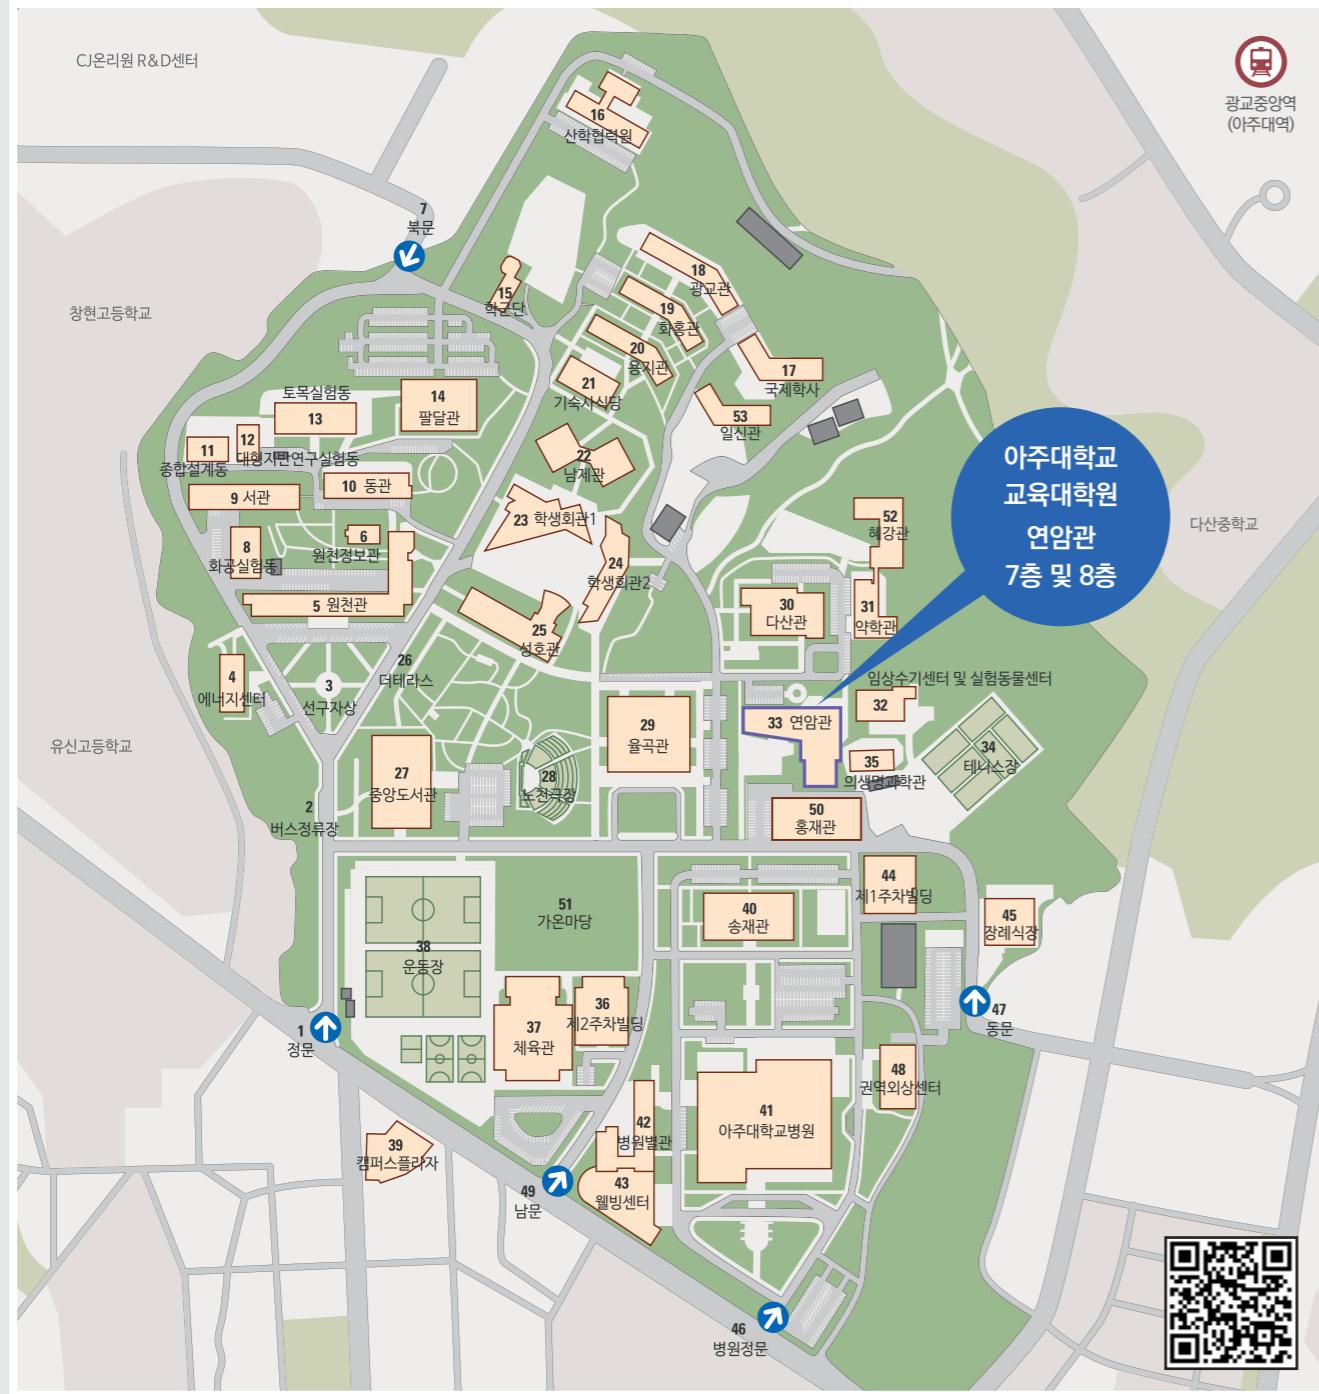 CJ온리원 R&D센터
광교중앙역
(아주대역)
16
산학협력원
7
북문
창현고등학교
15
학군단
18
광교관
19
화홍관
20
용지관
21
기숙사식당
17
국제학사
53
일신관
토목실험동
13
14
팔달관
11
종합설계동
12
대형지반연구실험동
10 동관
9 서관
22
남제관
23 학생회관1
24
학생회관2
8
화공실험동
6
원천정보관
5 원천관
52
혜강관
아주대학교
교육대학원
연암관
7층 및 8층
다산중학교
30
다산관
31
약학관
25
성호관
26
더테라스
4
에너지센터
3
선구자상
임상수기센터 및 실험동물센터
32
유신고등학교
29
율곡관
33 연암관
34
테니스장
35
의생명과학관
27
중앙도서관
28
노천극장
2
버스정류장
50
홍재관
44
제1주차빌딩
40
송재관
51
가온마당
45
장례식장
38
운동장
36
제2주차빌딩
37
체육관
1
정문
47
동문
48
권역외상센터
41
아주대학교병원
42
병원별관
39
캠퍼스플라자
49
남문
43
웰빙센터
46
병원정문